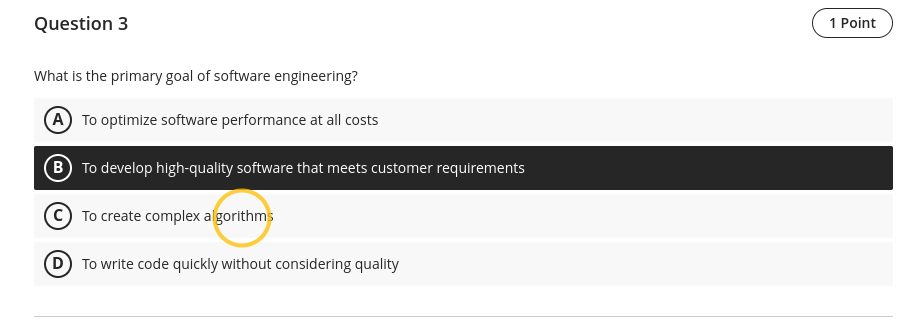 Question 3
1 Point
What is the primary goal of software engineering?
A To optimize software performance at all costs
B To develop high-quality software that meets customer requirements
C To create complex algorithms
D To write code quickly without considering quality